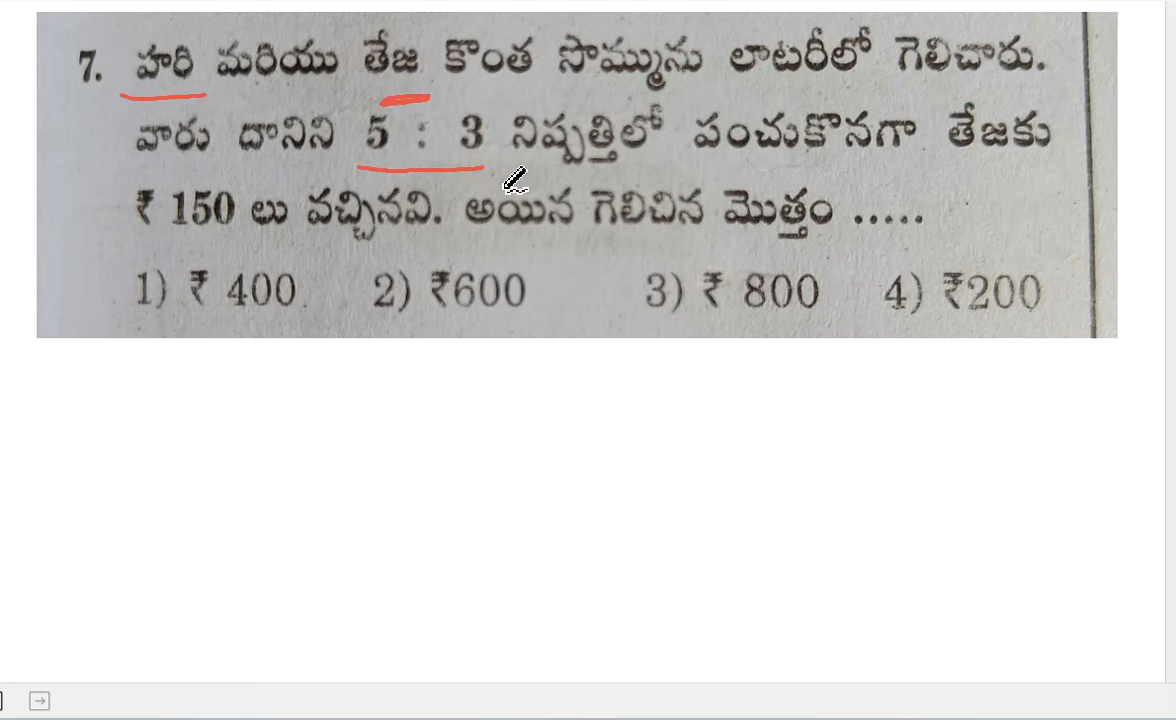 7. హరి మరియు తేజ కొంత సొమ్మును లాటరీలో గెలిచారు.
వారు దానిని 5 : 3 నిష్పత్తిలో పంచుకొనగా తేజకు
₹ 150 లు వచ్చినవి. అయిన గెలిచిన మొత్తం .....
1) ₹ 400. 2) ₹600 3) ₹ 800 4) ₹200